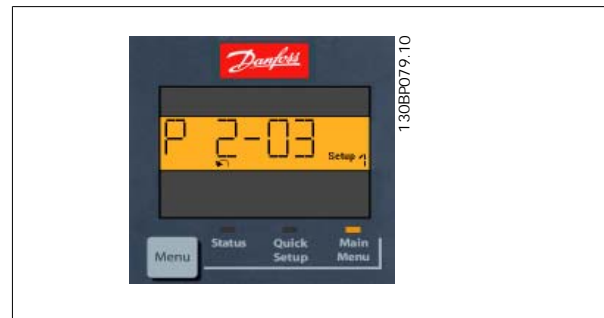 Danfoss
P 2-03
Setup 1
Status
Quick Setup
Main Menu
Menu
130BP079.10